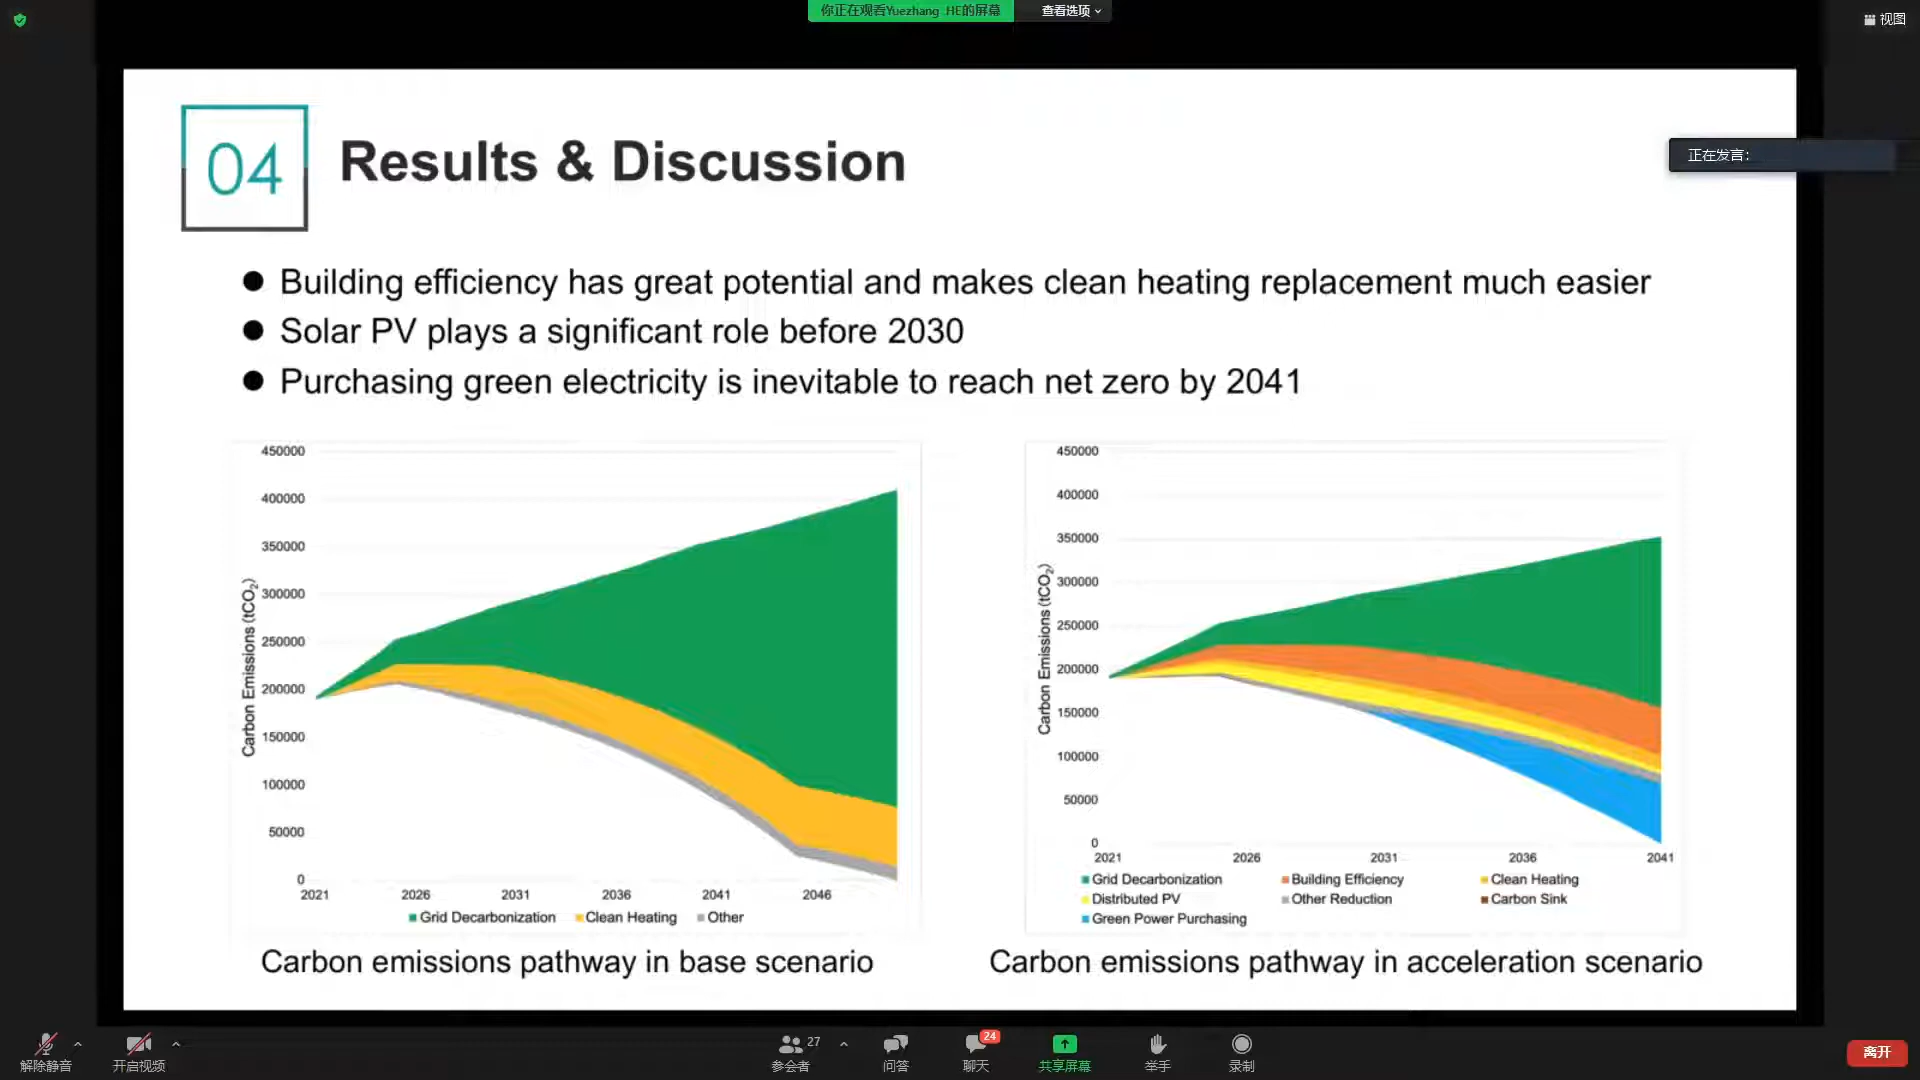 你正在观看Yuezhang .HE的屏幕
查看选项
视图
正在发言:
04
Results & Discussion
● Building efficiency has great potential and makes clean heating replacement much easier
● Solar PV plays a significant role before 2030
● Purchasing green electricity is inevitable to reach net zero by 2041
450000
400000
350000
300000
250000
200000
150000
100000
50000
0
Carbon Emissions (tCO₂)
2021 2026 2031 2036 2041 2046
Grid Decarbonization Clean Heating Other
Carbon emissions pathway in base scenario
450000
400000
350000
300000
250000
200000
150000
100000
50000
0
Carbon Emissions (tCO₂)
2021 2026 2031 2036 2041
Grid Decarbonization Building Efficiency Clean Heating
Distributed PV Other Reduction Carbon Sink
Green Power Purchasing
Carbon emissions pathway in acceleration scenario
27
24
解除静音 开启视频 参会者 问答 聊天 共享屏幕 举手 录制 离开